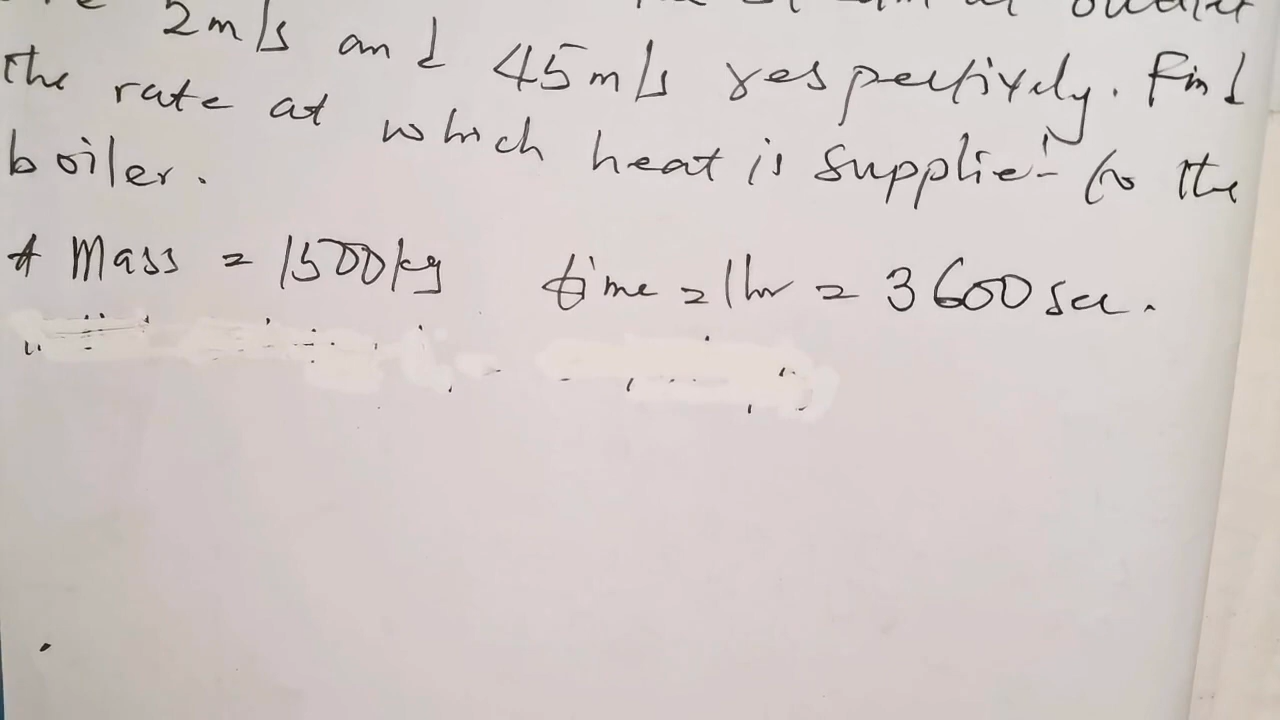 2m/s and 45m/s respectively. Find
the rate at which heat is supplied to the
boiler.
* Mass = 1500kg time = 1hr = 3600sec.